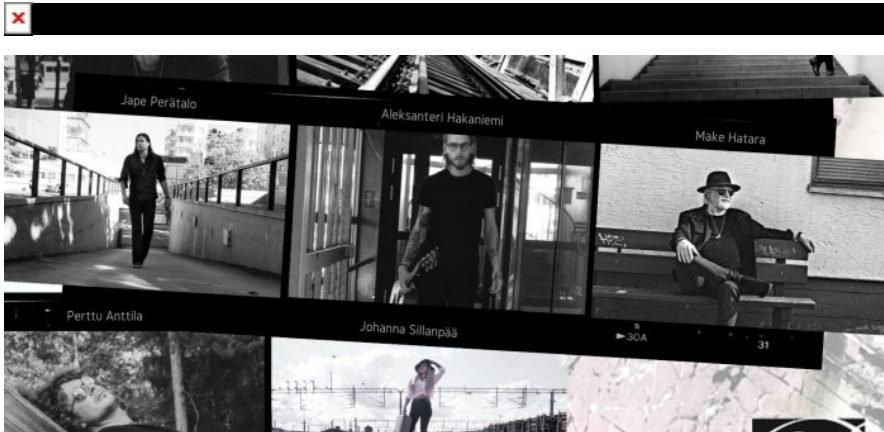 Jape Perätalo
Aleksanteri Hakaniemi
Make Hatara
Perttu Anttila
Johanna Sillanpää
►30A
31